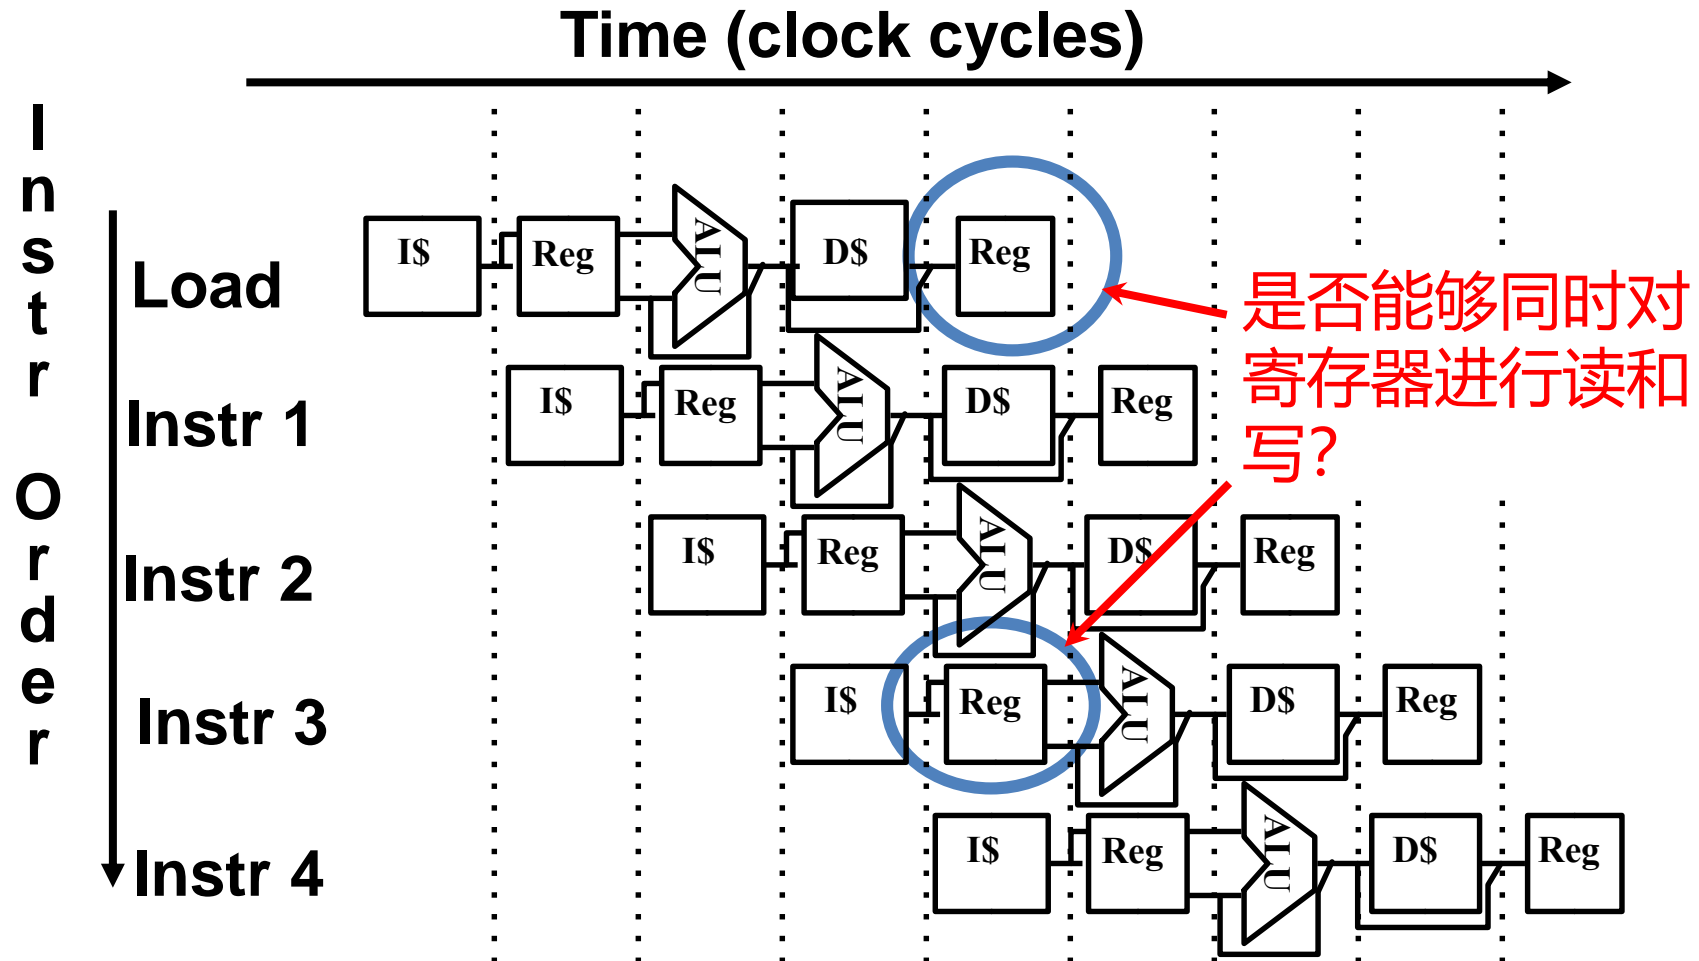 Time (clock cycles)
Instr Order
Load
I$ Reg ALU D$ Reg
是否能够同时对
寄存器进行读和
写?
Instr 1
I$ Reg ALU D$ Reg
Instr 2
I$ Reg ALU D$ Reg
Instr 3
I$ Reg ALU D$ Reg
Instr 4
I$ Reg ALU D$ Reg